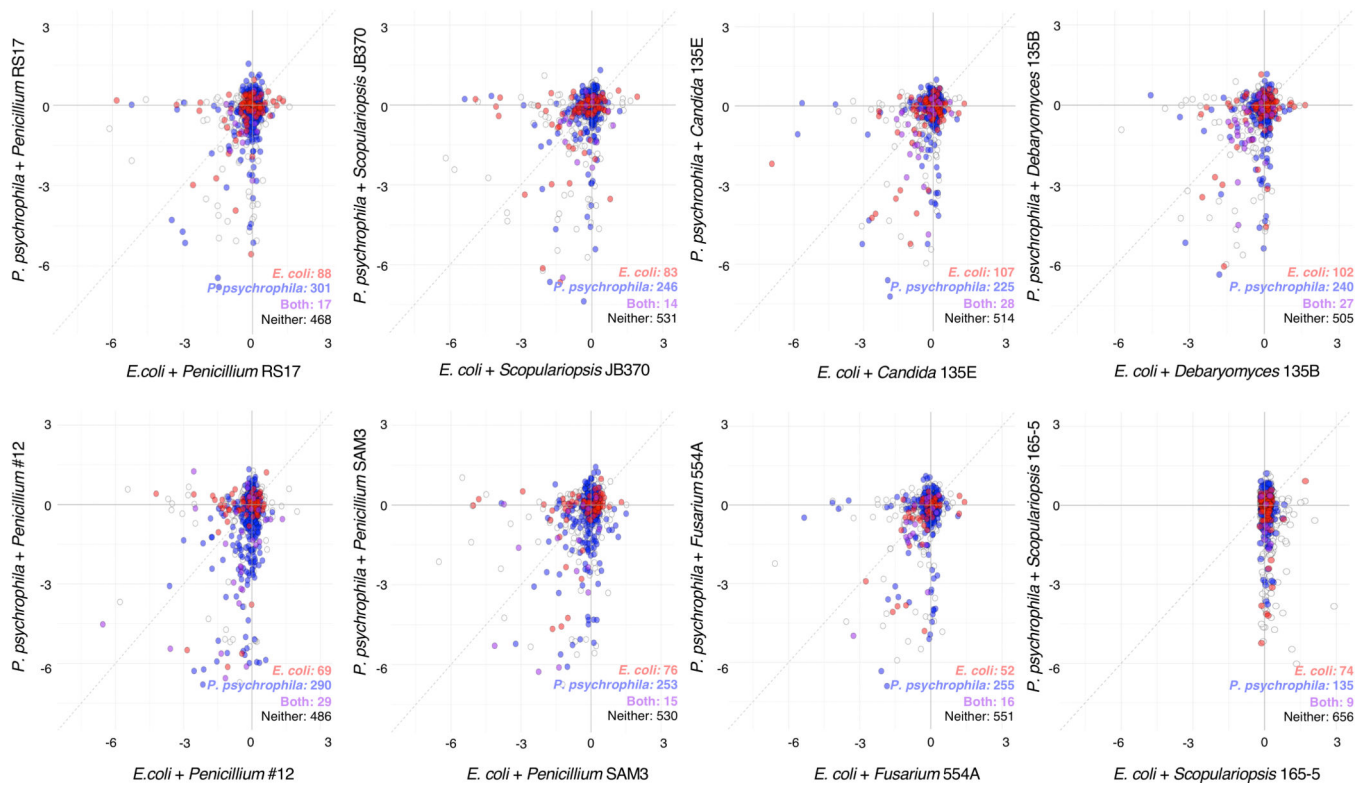 P. psychrophila + Penicillium RS17
3
0
-3
-6
E. coli: 88
P. psychrophila: 301
Both: 17
Neither: 468
-6
-3
0
3
E.coli + Penicillium RS17
P. psychrophila + Scopulariopsis JB370
3
0
-3
-6
E. coli: 83
P. psychrophila: 246
Both: 14
Neither: 531
-6
-3
0
3
E. coli + Scopulariopsis JB370
P. psychrophila + Candida 135E
3
0
-3
-6
E. coli: 107
P. psychrophila: 225
Both: 28
Neither: 514
-6
-3
0
3
E. coli + Candida 135E
P. psvchrophila + Debaryomyces 135B
3
0
-3
-6
E. coli: 102
P. psychrophila: 240
Both: 27
Neither: 505
-6
-3
0
3
E. coli + Debaryomyces 135B
P. psychrophila + Penicillium #12
3
0
-3
-6
E. coli: 69
P. psychrophila: 290
Both: 29
Neither: 486
-6
-3
0
3
E.coli + Penicillium #12
P. psychrophila + Penicillium SAM3
3
0
-3
-6
E. coli: 76
P. psychrophila: 253
Both: 15
Neither: 530
-6
-3
0
3
E.coli + Penicillium SAM3
P. psychrophila + Fusarium 554A
3
0
-3
-6
E. coli: 52
P. psychrophila: 255
Both: 16
Neither: 551
-6
-3
0
3
E. coli + Fusarium 554A
P. psychrophila + Scopulariopsis 165-5
3
0
-3
-6
E. coli: 74
P. psychrophila: 135
Both: 9
Neither: 656
-6
-3
0
3
E. coli + Scopulariopsis 165-5